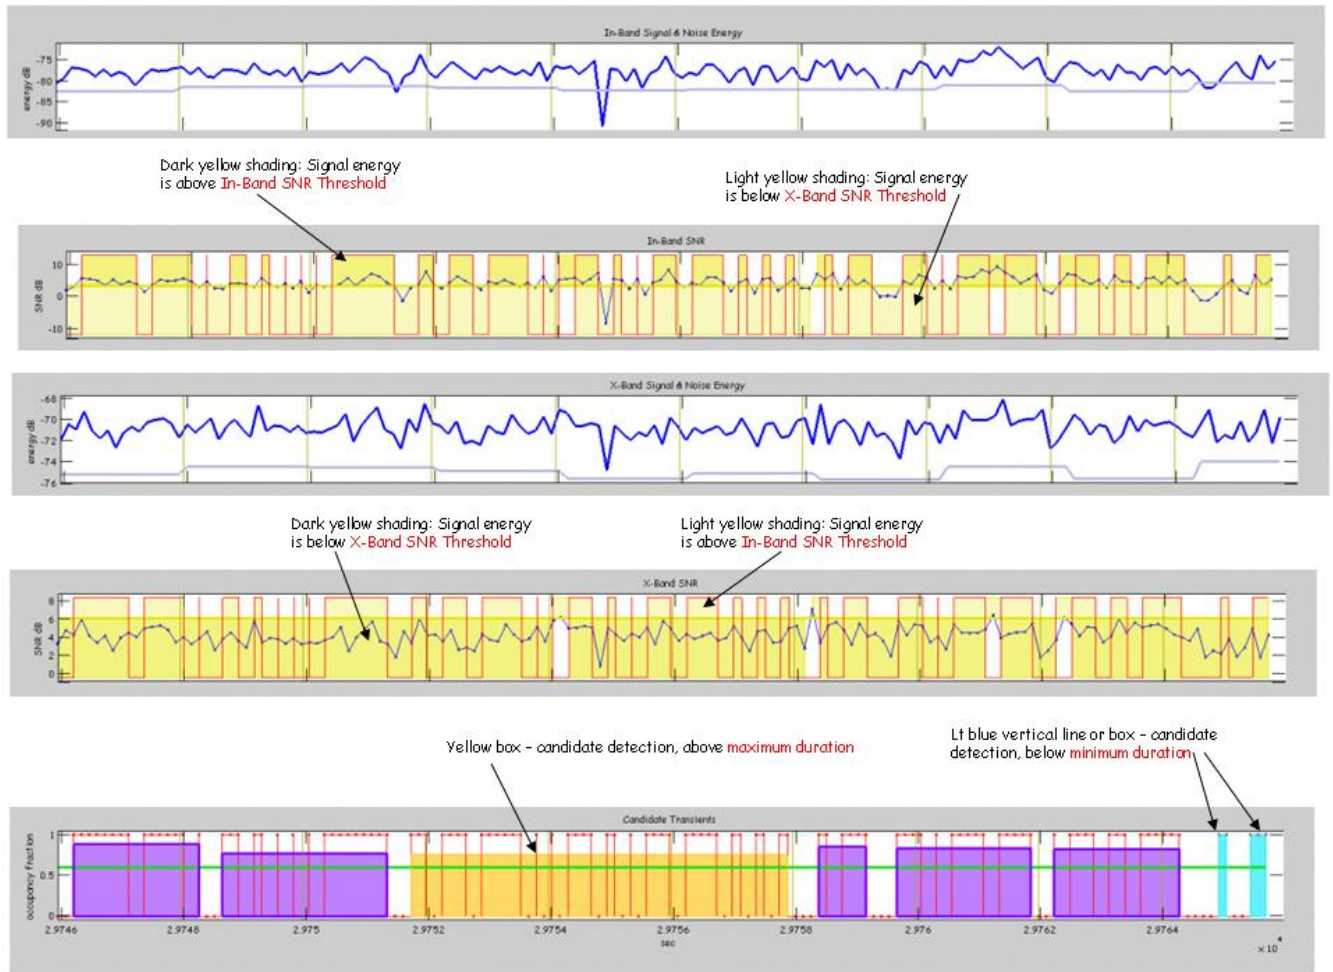 In-Band Signal & Noise Energy
energy dB
-75
-80
-85
-90
Dark yellow shading: Signal energy
is above In-Band SNR Threshold
Light yellow shading: Signal energy
is below X-Band SNR Threshold
In-Band SNR
SNR dB
10
0
-10
X-Band Signal & Noise Energy
energy dB
-68
-70
-72
-74
-76
Dark yellow shading: Signal energy
is below X-Band SNR Threshold
Light yellow shading: Signal energy
is above In-Band SNR Threshold
X-Band SNR
SNR dB
8
6
4
2
0
Yellow box - candidate detection, above maximum duration
Lt blue vertical line or box - candidate
detection, below minimum duration
Candidate Transients
occupancy fraction
1
0.5
0
2.9746 2.9748 2.975 2.9752 2.9754 2.9756 2.9758 2.976 2.9762 2.9764
sec
x 10 4